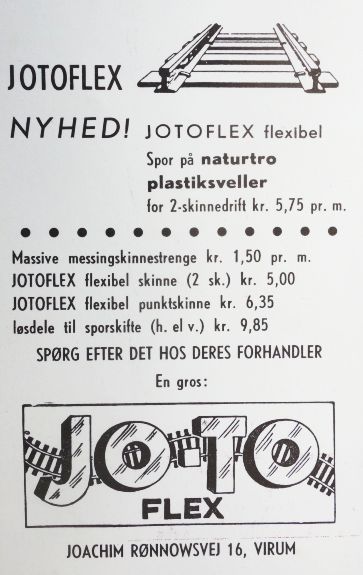 JOTOFLEX
NYHED! JOTOFLEX flexibel
Spor på naturtro
plastiksveller
for 2-skinnedrift kr. 5,75 pr. m.
Massive messingskinnestrenge kr. 1,50 pr. m.
JOTOFLEX flexibel skinne (2 sk.) kr. 5,00
JOTOFLEX flexibel punktskinne kr. 6,35
løsdele til sporskifte (h. el v.) kr. 9,85
SPØRG EFTER DET HOS DERES FORHANDLER
En gros:
JO-TO
FLEX
JOACHIM RØNNOWSVEJ 16, VIRUM